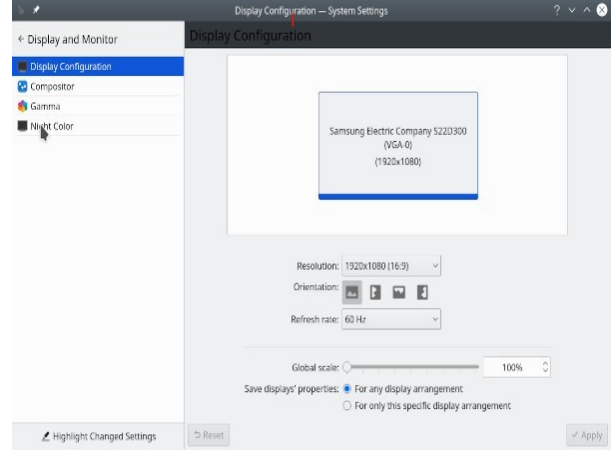 Display Configuration — System Settings
Display and Monitor
Display Configuration
Display Configuration
Compositor
Gamma
Night Color
Samsung Electric Company S22D300
(VGA-0)
(1920x1080)
Resolution: 1920x1080 (16:9)
Orientation:
Refresh rate: 60 Hz
Global scale: 100%
Save displays' properties: For any display arrangement
For only this specific display arrangement
Highlight Changed Settings
Reset
Apply